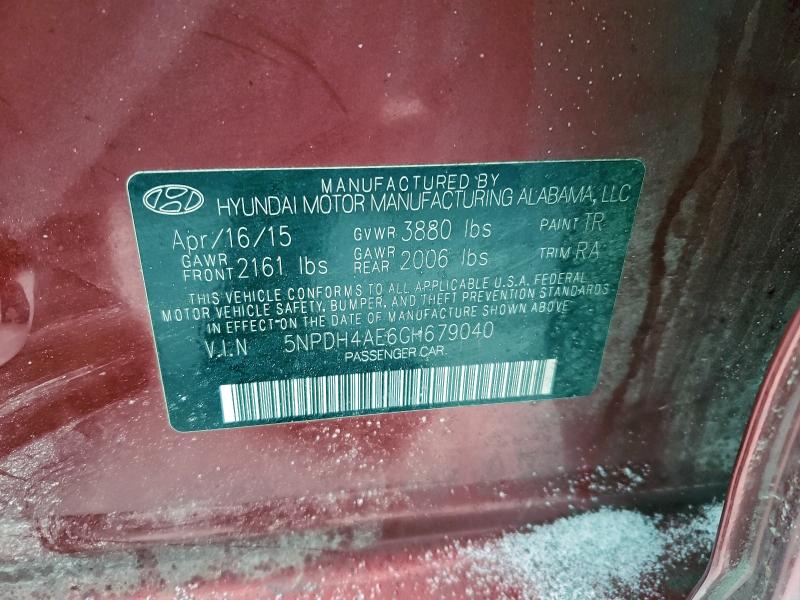 MANUFACTURED BY
HYUNDAI MOTOR MANUFACTURING ALABAMA, LLC
Apr/16/15 GVWR 3880 lbs PAINT TR
GAWR FRONT 2161 lbs GAWR REAR 2006 lbs TRIM RA
THIS VEHICLE CONFORMS TO ALL APPLICABLE U.S.A. FEDERAL
MOTOR VEHICLE SAFETY, BUMPER, AND THEFT PREVENTION STANDARDS
IN EFFECT ON THE DATE OF MANUFACTURE SHOWN ABOVE
V.I.N 5NPDH4AE6GH679040
PASSENGER CAR.